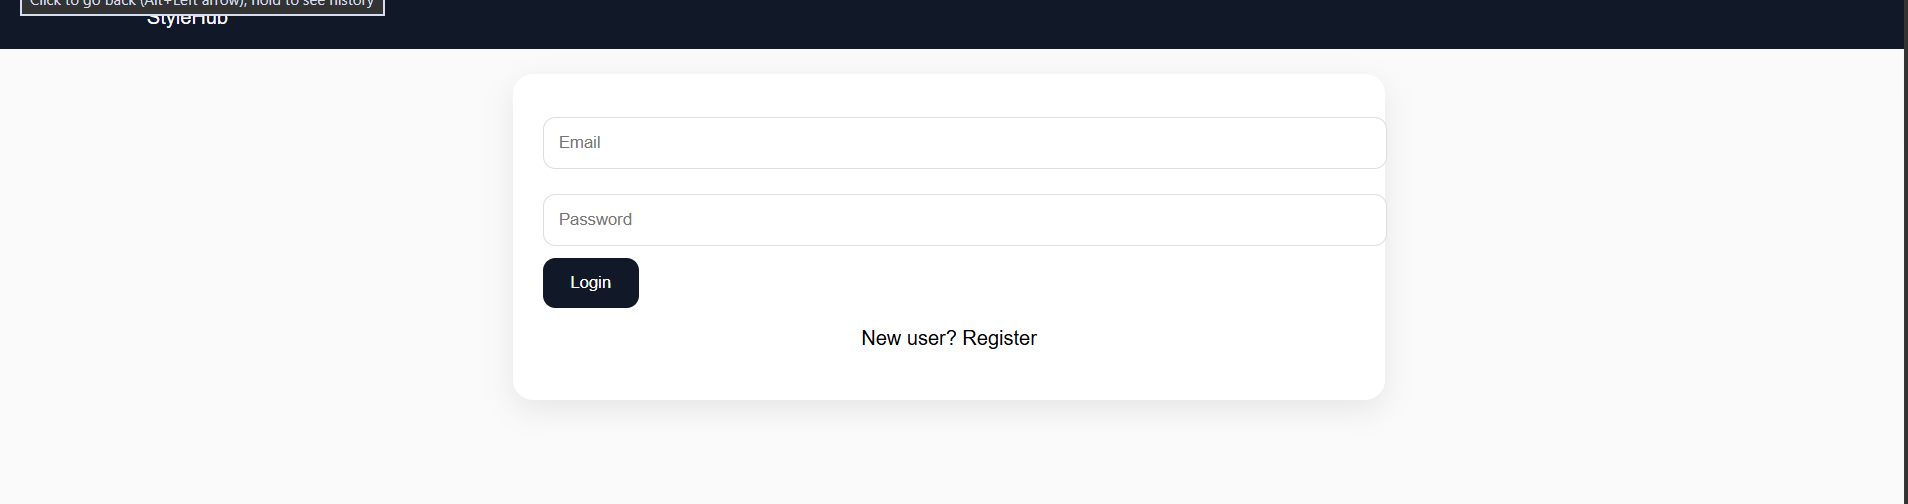 Click to go back (Alt+Left arrow), hold to see history
StyleHub
Email
Password
Login
New user? Register